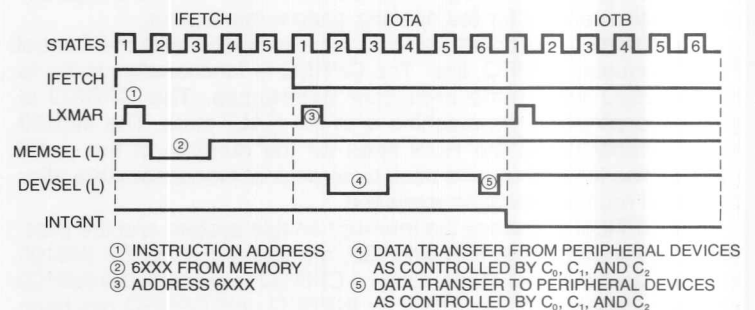 IFETCH IOTA IOTB
STATES 1 2 3 4 5 1 2 3 4 5 6 1 2 3 4 5 6
IFETCH
①
LXMAR ③
MEMSEL (L) ②
DEVSEL (L) ④ ⑤
INTGNT
① INSTRUCTION ADDRESS
② 6XXX FROM MEMORY
③ ADDRESS 6XXX
④ DATA TRANSFER FROM PERIPHERAL DEVICES
AS CONTROLLED BY C₀, C₁, AND C₂
⑤ DATA TRANSFER TO PERIPHERAL DEVICES
AS CONTROLLED BY C₀, C₁, AND C₂